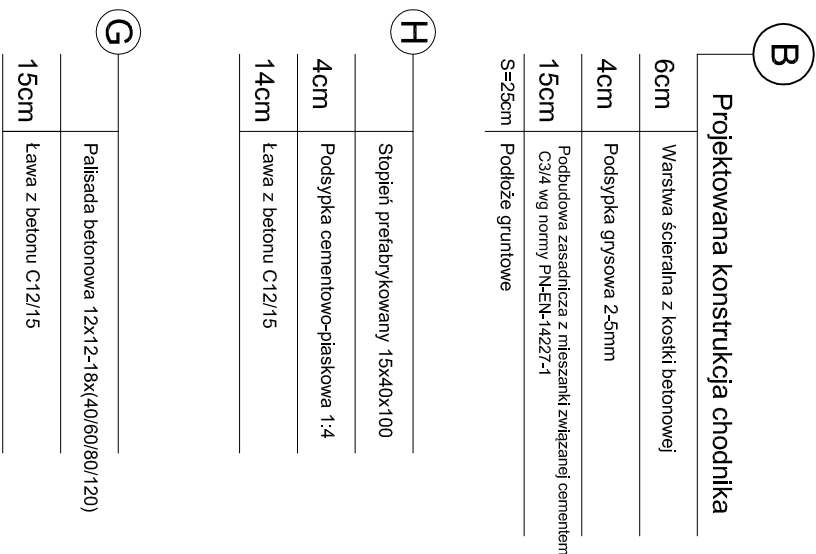 B
Projektowana konstrukcja chodnika
6cm Warstwa ścieralna z kostki betonowej
4cm Podsypka grysowa 2-5mm
15cm Podbudowa zasadnicza z mieszanki związanej cementem
C3/4 wg normy PN-EN-14227-1
S=25cm Podłoże gruntowe
H
Stopień prefabrykowany 15x40x100
4cm Podsypka cementowo-piaskowa 1:4
14cm Ława z betonu C12/15
G
Palisada betonowa 12x12-18x(40/60/80/120)
15cm Ława z betonu C12/15